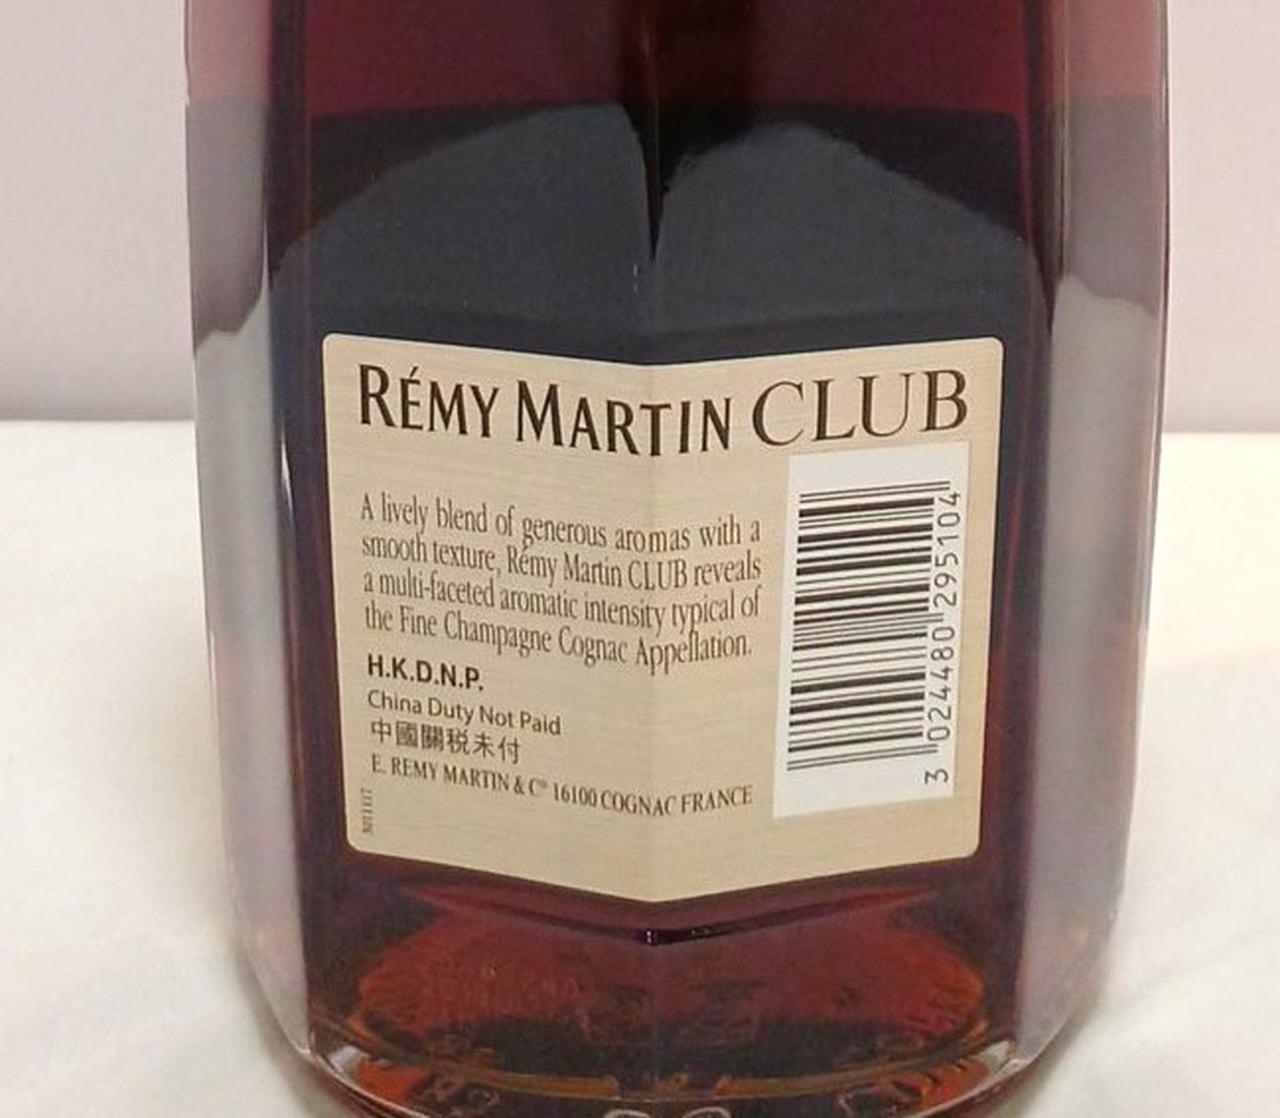 RÉMY MARTIN CLUB
A lively blend of generous aromas with a
smooth texture, Rémy Martin CLUB reveals
a multi-faceted aromatic intensity typical of
the Fine Champagne Cognac Appellation.
H.K.D.N.P.
China Duty Not Paid
中國關税未付
E. REMY MARTIN & Cᴵᴱ 16100 COGNAC FRANCE
3 024480 295104